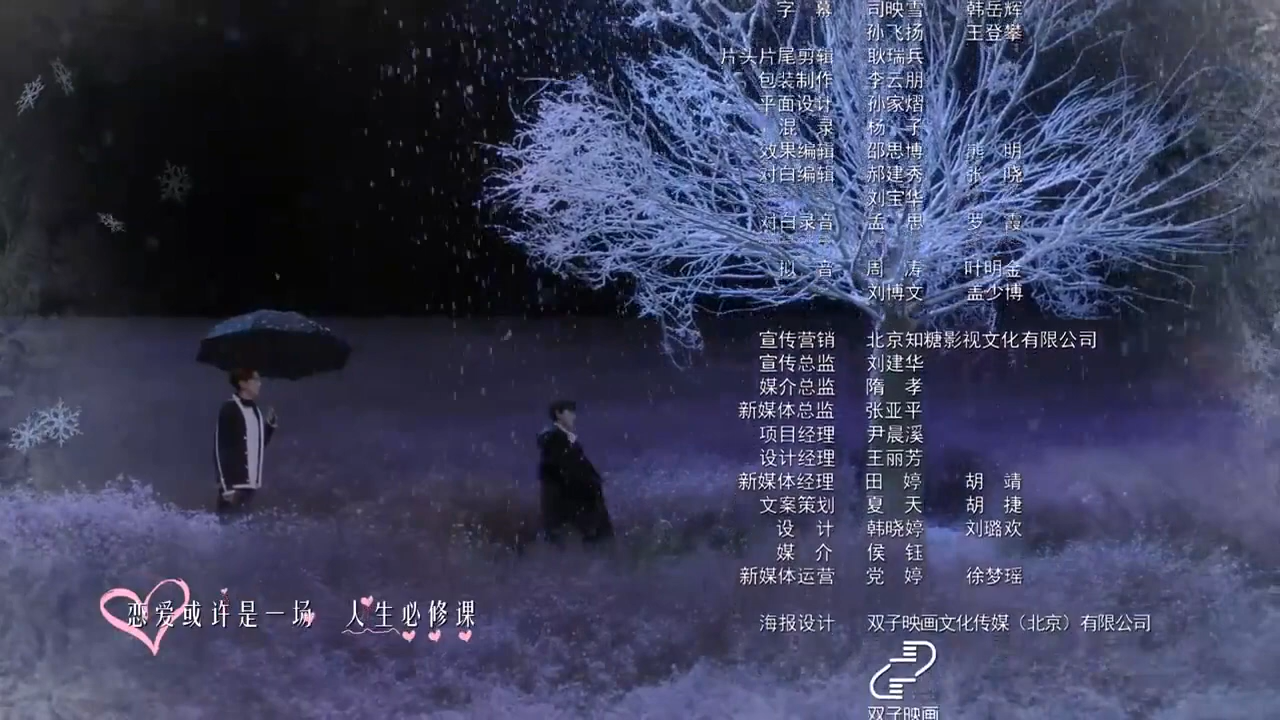 字　幕　司映雪　韩岳辉
孙飞扬　王登攀
片头片尾剪辑　耿瑞兵
包装制作　李云朋
平面设计　孙家熠
混　录　杨　子
效果编辑　邵思博　熊　明
对白编辑　郝建秀　张　晓
刘宝华
对白录音　孟　思　罗　霞
拟　音　周　涛　叶明金
刘博文　盖少博
宣传营销　北京知糖影视文化有限公司
宣传总监　刘建华
媒介总监　隋　孝
新媒体总监　张亚平
项目经理　尹晨溪
设计经理　王丽芳
新媒体经理　田　婷　胡　靖
文案策划　夏　天　胡　捷
设　计　韩晓婷　刘璐欢
媒　介　侯　钰
新媒体运营　党　婷　徐梦瑶
海报设计　双子映画文化传媒（北京）有限公司
双子映画
恋爱或许是一场　人生必修课